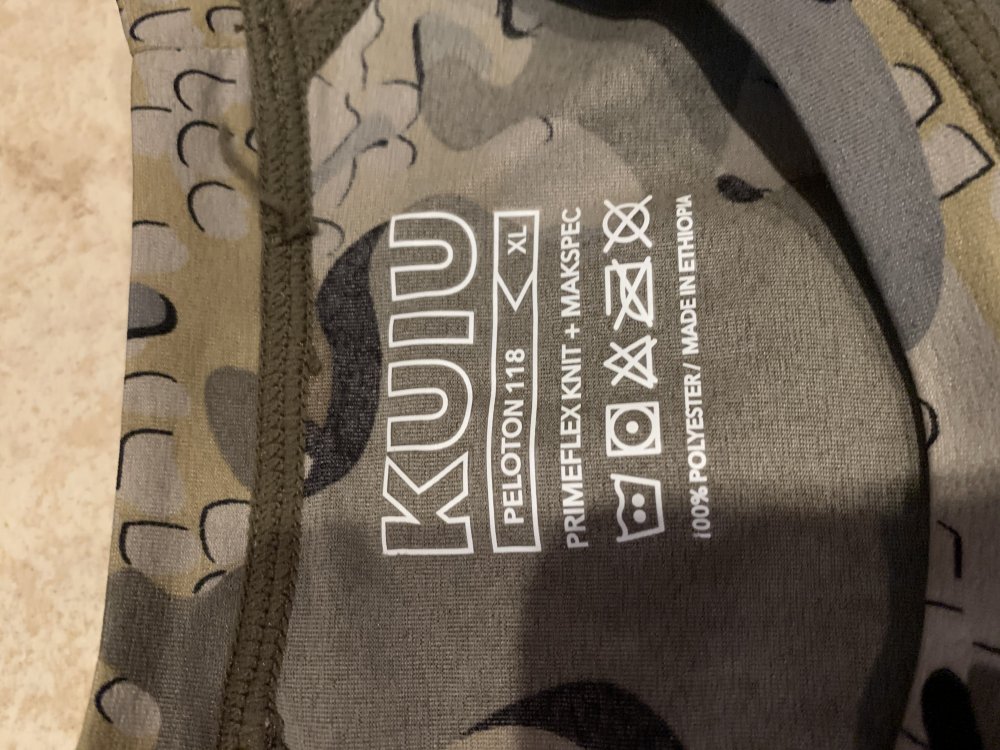 KUIU
PELOTON 118 XL
PRIMEFLEX KNIT + MAKSPEC
100% POLYESTER / MADE IN ETHIOPIA